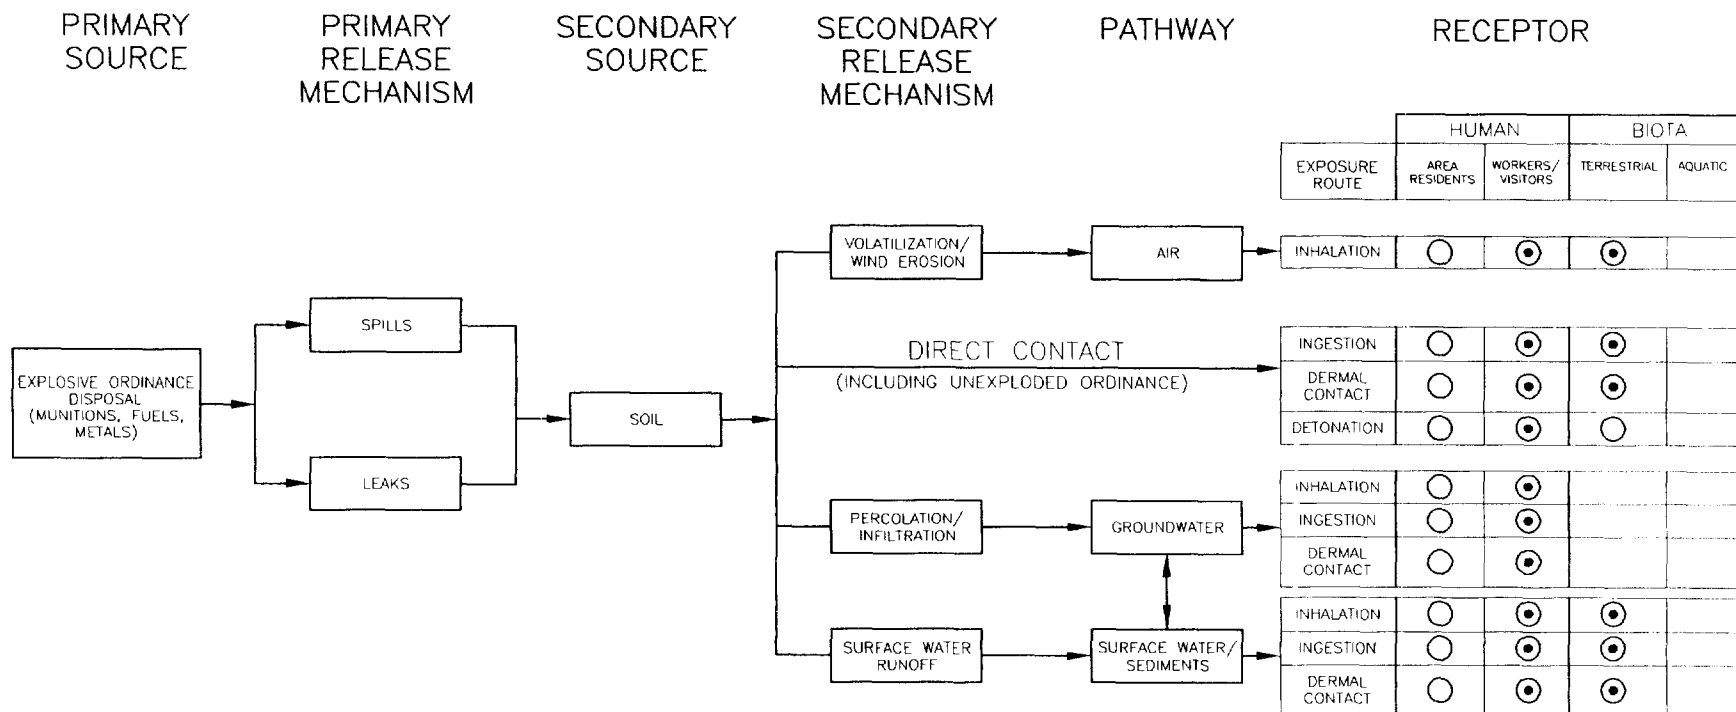 PRIMARY
SOURCE
PRIMARY
RELEASE
MECHANISM
SECONDARY
SOURCE
SECONDARY
RELEASE
MECHANISM
PATHWAY
RECEPTOR
HUMAN
BIOTA
EXPOSURE
ROUTE
AREA
RESIDENTS
WORKERS/
VISITORS
TERRESTRIAL
AQUATIC
EXPLOSIVE ORDINANCE
DISPOSAL
(MUNITIONS, FUELS,
METALS)
SPILLS
LEAKS
SOIL
VOLATILIZATION/
WIND EROSION
AIR
INHALATION
DIRECT CONTACT
(INCLUDING UNEXPLODED ORDINANCE)
INGESTION
DERMAL
CONTACT
DETONATION
PERCOLATION/
INFILTRATION
GROUNDWATER
INHALATION
INGESTION
DERMAL
CONTACT
SURFACE WATER
RUNOFF
SURFACE WATER/
SEDIMENTS
INHALATION
INGESTION
DERMAL
CONTACT